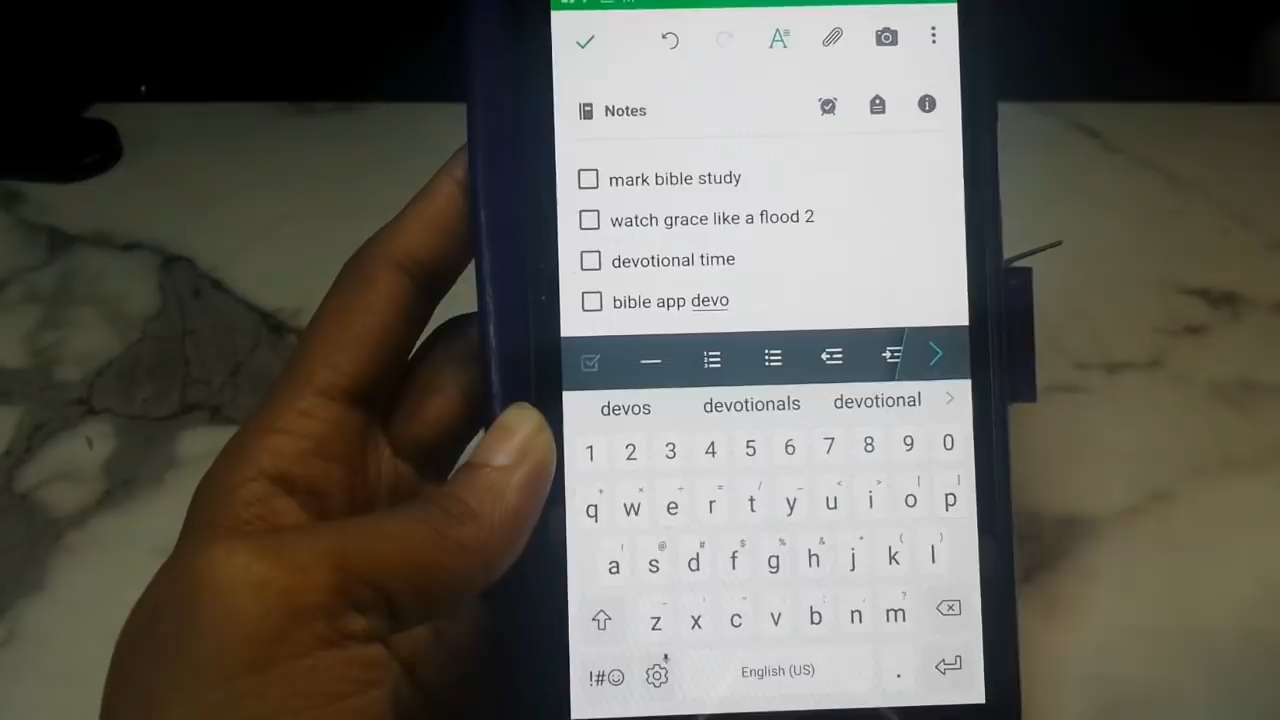 Notes
mark bible study
watch grace like a flood 2
devotional time
bible app devo
devos devotionals devotional
1 2 3 4 5 6 7 8 9 0
q w e r t y u i o p
a s d f g h j k l
z x c v b n m
!#☺ English (US) .